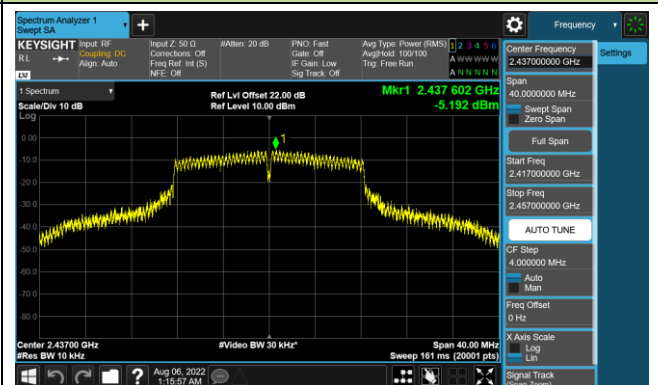 Spectrum Analyzer 1
Swept SA
+
Frequency
KEYSIGHT
RL
LXI
Input: RF
Coupling: DC
Align: Auto
Input Z: 50 Ω
Corrections: Off
Freq Ref: Int (S)
NFE: Off
#Atten: 20 dB
PNO: Fast
Gate: Off
IF Gain: Low
Sig Track: Off
Avg Type: Power (RMS)
Avg|Hold: 100/100
Trig: Free Run
1 2 3 4 5 6
A W W W W W
A N N N N N
1 Spectrum
Scale/Div 10 dB
Log
Ref Lvl Offset 22.00 dB
Ref Level 10.00 dBm
Mkr1 2.437 602 GHz
-5.192 dBm
1
0.00
-10.0
-20.0
-30.0
-40.0
-50.0
-60.0
-70.0
-80.0
Center 2.43700 GHz
#Res BW 10 kHz
#Video BW 30 kHz*
Span 40.00 MHz
Sweep 161 ms (20001 pts)
?
Aug 06, 2022
1:15:57 AM
Center Frequency
2.437000000 GHz
Span
40.0000000 MHz
Swept Span
Zero Span
Full Span
Start Freq
2.417000000 GHz
Stop Freq
2.457000000 GHz
AUTO TUNE
CF Step
4.000000 MHz
Auto
Man
Freq Offset
0 Hz
X Axis Scale
Log
Lin
Signal Track
(Span Zoom)
Settings